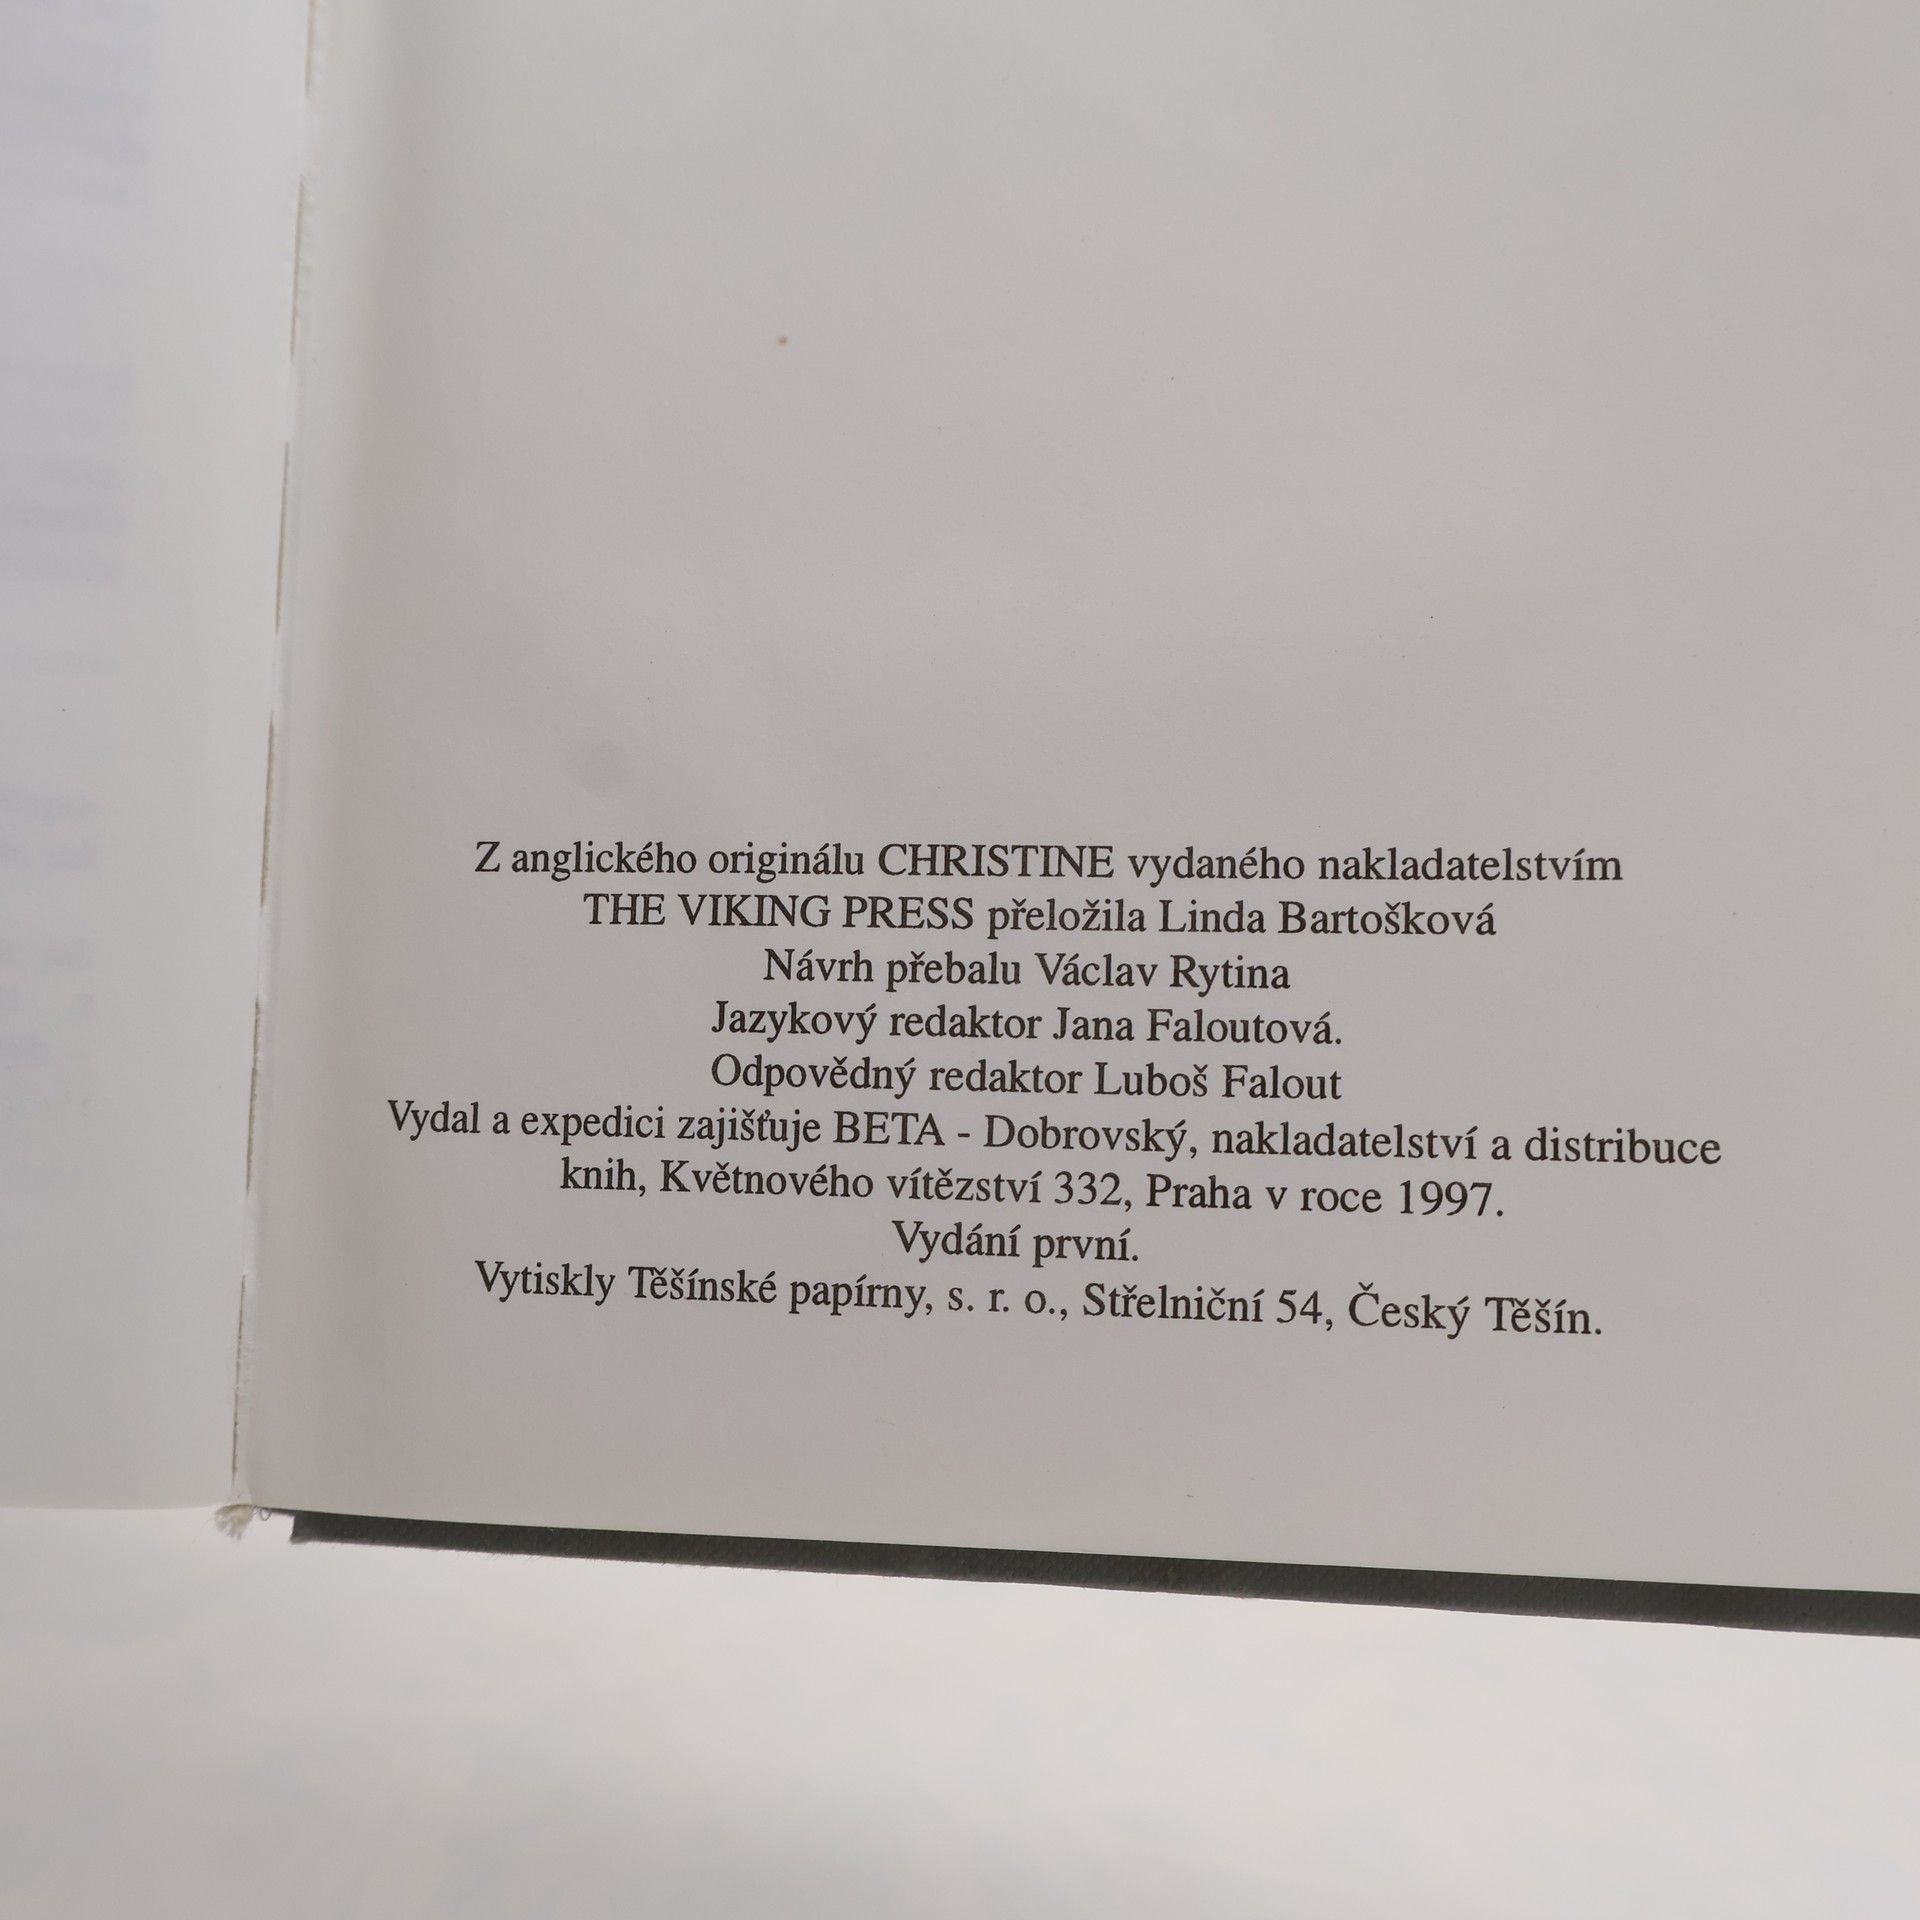 Z anglického originálu CHRISTINE vydaného nakladatelstvím
THE VIKING PRESS přeložila Linda Bartošková
Návrh přebalu Václav Rytina
Jazykový redaktor Jana Faloutová.
Odpovědný redaktor Luboš Falout
Vydal a expedici zajišťuje BETA - Dobrovský, nakladatelství a distribuce
knih, Květnového vítězství 332, Praha v roce 1997.
Vydání první.
Vytiskly Těšínské papírny, s. r. o., Střelniční 54, Český Těšín.